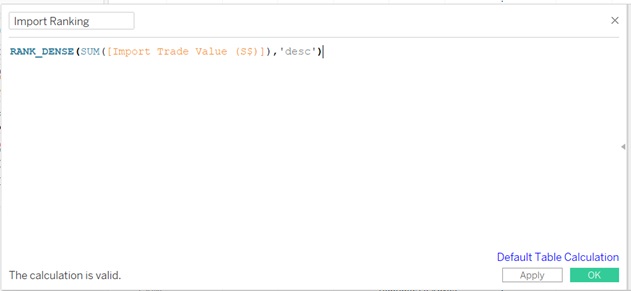 Import Ranking
RANK_DENSE(SUM([Import Trade Value (S$)]),'desc')
Default Table Calculation
The calculation is valid.
Apply
OK